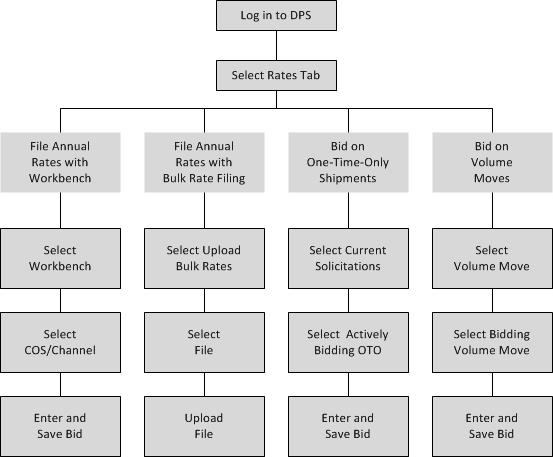 Log in to DPS
Select Rates Tab
File Annual
Rates with
Workbench
File Annual
Rates with
Bulk Rate Filing
Bid on
One-Time-Only
Shipments
Bid on
Volume
Moves
Select
Workbench
Select Upload
Bulk Rates
Select Current
Solicitations
Select
Volume Move
Select
COS/Channel
Select
File
Select Actively
Bidding OTO
Select Bidding
Volume Move
Enter and
Save Bid
Upload
File
Enter and
Save Bid
Enter and
Save Bid